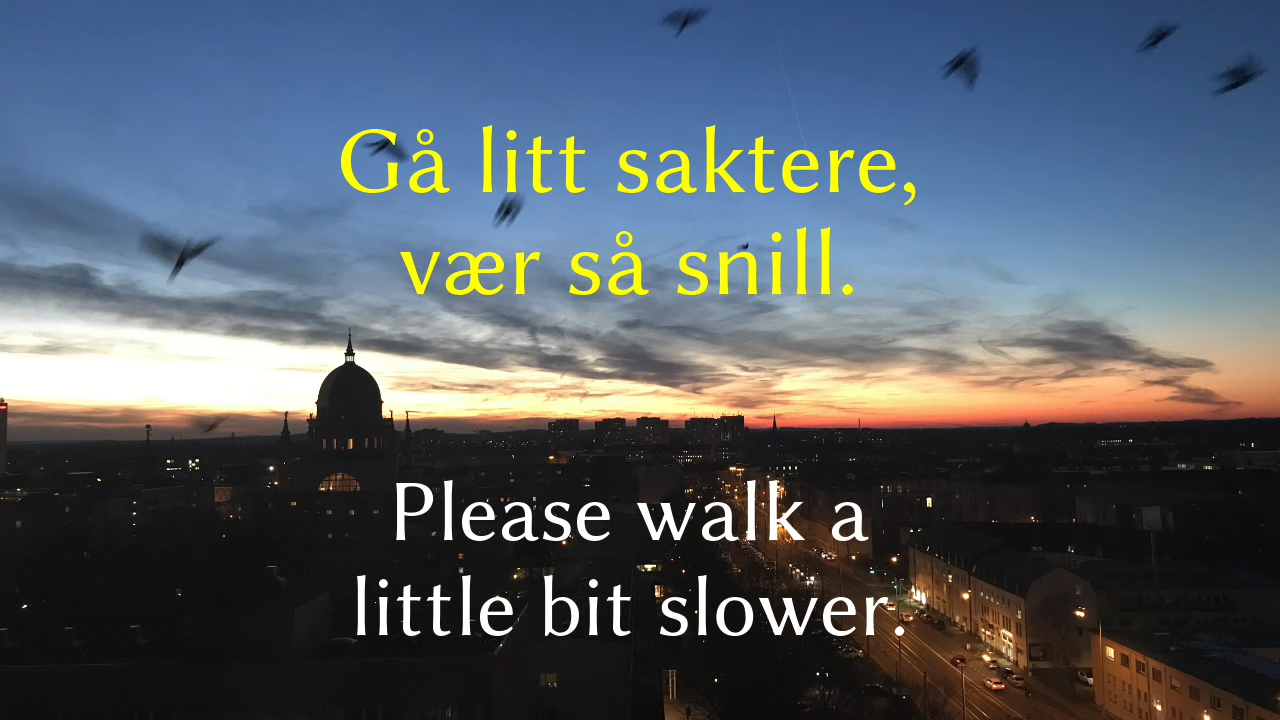 Gå litt saktere,
vær så snill.
Please walk a
little bit slower.